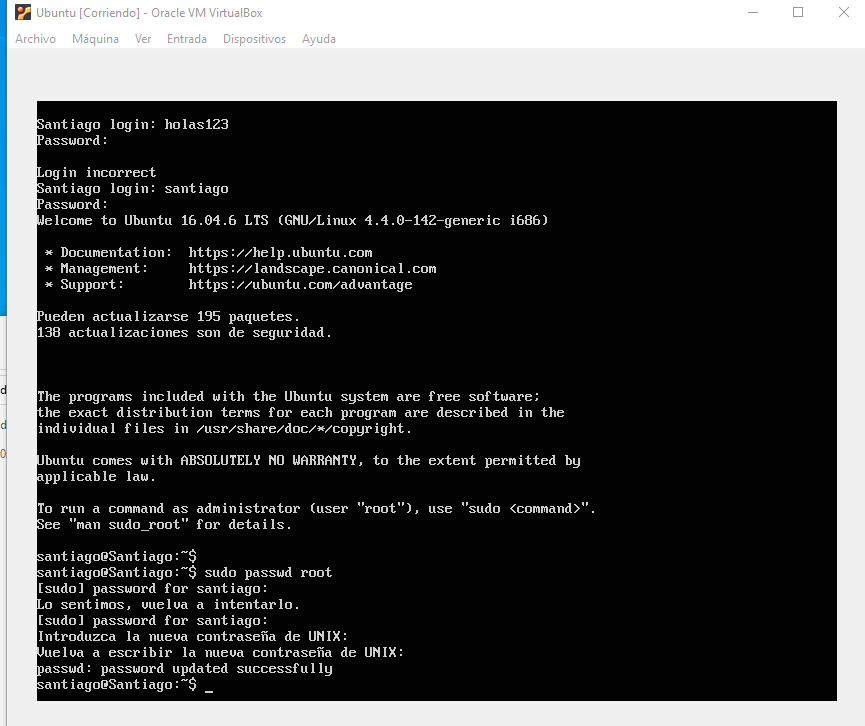 Ubuntu [Corriendo] - Oracle VM VirtualBox
Archivo Máquina Ver Entrada Dispositivos Ayuda
Santiago login: holas123
Password:
Login incorrect
Santiago login: santiago
Password:
Welcome to Ubuntu 16.04.6 LTS (GNU/Linux 4.4.0-142-generic i686)
* Documentation: https://help.ubuntu.com
* Management: https://landscape.canonical.com
* Support: https://ubuntu.com/advantage
Pueden actualizarse 195 paquetes.
138 actualizaciones son de seguridad.
The programs included with the Ubuntu system are free software;
the exact distribution terms for each program are described in the
individual files in /usr/share/doc/*/copyright.
Ubuntu comes with ABSOLUTELY NO WARRANTY, to the extent permitted by
applicable law.
To run a command as administrator (user "root"), use "sudo <command>".
See "man sudo_root" for details.
santiago@Santiago:~$
santiago@Santiago:~$ sudo passwd root
[sudo] password for santiago:
Lo sentimos, vuelva a intentarlo.
[sudo] password for santiago:
Introduzca la nueva contraseña de UNIX:
Vuelva a escribir la nueva contraseña de UNIX:
passwd: password updated successfully
santiago@Santiago:~$ _